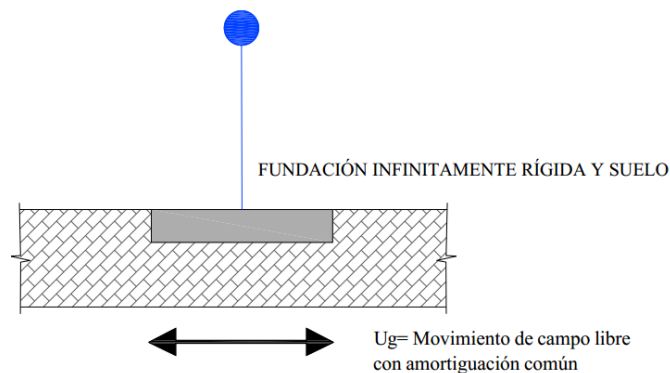 FUNDACIÓN INFINITAMENTE RÍGIDA Y SUELO
Ug= Movimiento de campo libre
con amortiguación común